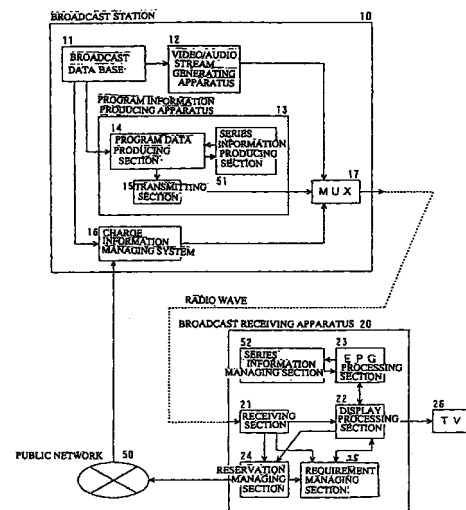 BROADCAST STATION 10
11
BROADCAST
DATA BASE
12
VIDEO/AUDIO
STREAM
GENERATING APPARATUS
PROGRAM INFORMATION
PRODUCING APPARATUS 13
14
PROGRAM DATA
PRODUCING
SECTION
SERIES
INFORMATION
PRODUCING SECTION
51
15 TRANSMITTING
SECTION
17
MUX
16
CHARGE
INFORMATION
MANAGING SYSTEM
RADIO WAVE
BROADCAST RECEIVING APPARATUS 20
52
SERIES
INFORMATION
MANAGING SECTION
23
EPG
PROCESSING
SECTION
21
RECEIVING
SECTION
22
DISPLAY
PROCESSING
SECTION
26
TV
PUBLIC NETWORK 50
24
RESERVATION
MANAGING
SECTION
25
REQUIREMENT
MANAGING
SECTION